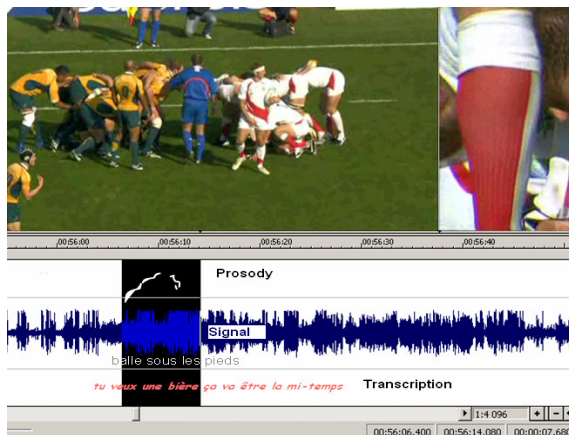 ,00:56:00 ,00:56:10 ,00:56:20 ,00:56:30 ,00:56:40
Prosody
Signal
balle sous les pieds
tu veux une bière ça va être la mi-temps
Transcription
1:4 096
00:56:06.400 00:56:14.080 00:00:07.680